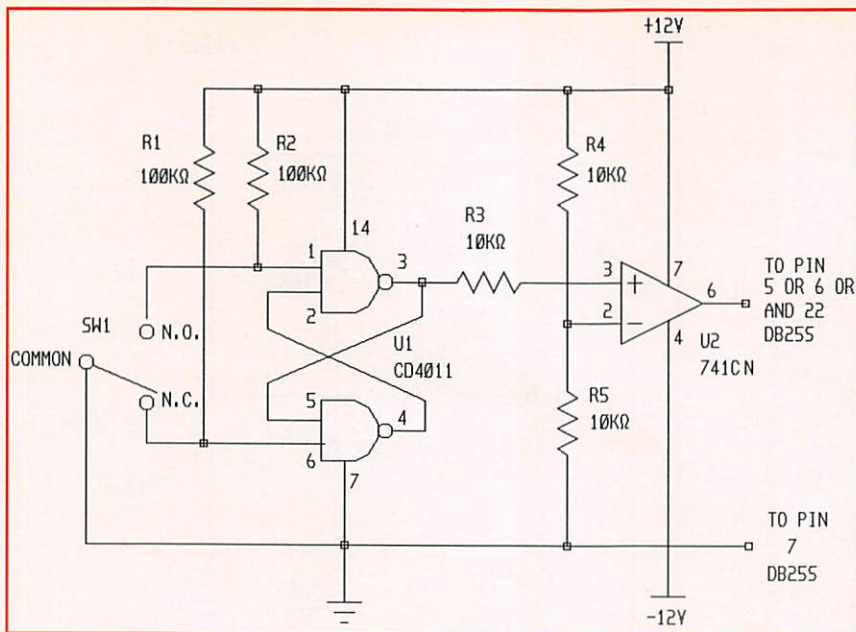 +12V
R1
100KΩ
R2
100KΩ
R4
10KΩ
14
R3
10KΩ
1
3
2
3
+
7
6
2
−
4
U2
741CN
TO PIN
5 OR 6 OR
AND 22
DB25S
SW1
N.O.
COMMON
N.C.
U1
CD4011
5
4
6
7
R5
10KΩ
TO PIN
7
DB25S
-12V